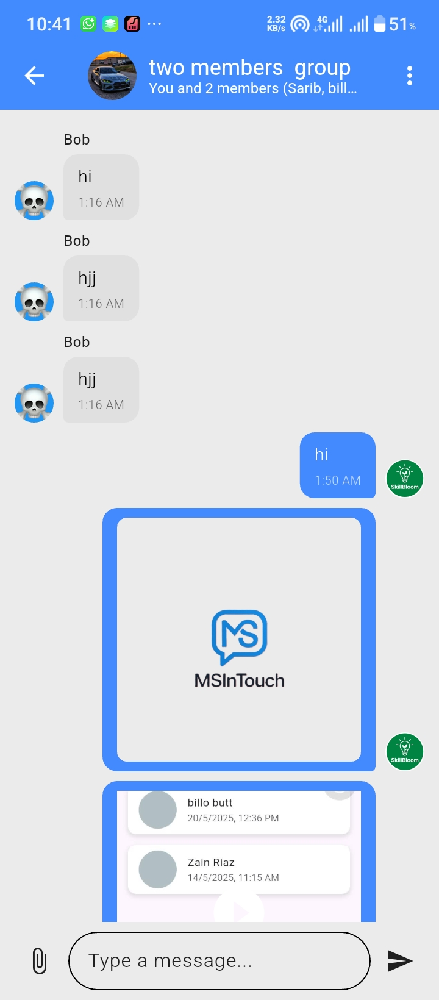 10:41
2.32
KB/s
4G
51%
two members  group
You and 2 members (Sarib, bill...
Bob
hi
1:16 AM
Bob
hjj
1:16 AM
Bob
hjj
1:16 AM
hi
1:50 AM
SkillBloom
MS
MSInTouch
SkillBloom
billo butt
20/5/2025, 12:36 PM
Zain Riaz
14/5/2025, 11:15 AM
Type a message...